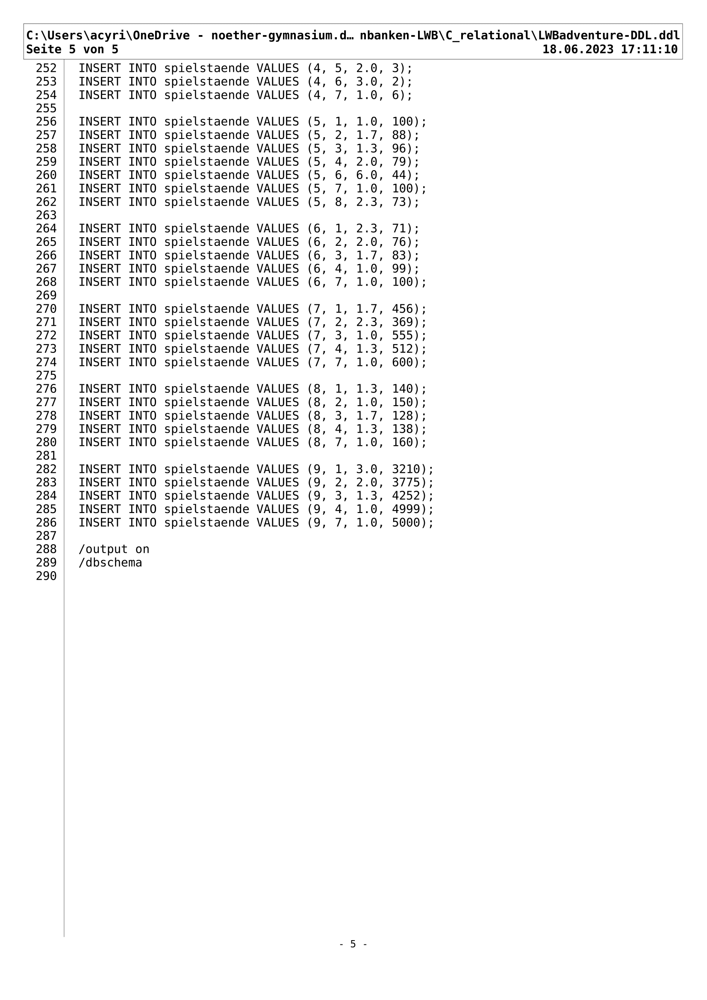 C:\Users\acyri\OneDrive - noether-gymnasium.d… nbanken-LWB\C_relational\LWBadventure-DDL.ddl
Seite 5 von 5 18.06.2023 17:11:10
252 INSERT INTO spielstaende VALUES (4, 5, 2.0, 3);
253 INSERT INTO spielstaende VALUES (4, 6, 3.0, 2);
254 INSERT INTO spielstaende VALUES (4, 7, 1.0, 6);
255
256 INSERT INTO spielstaende VALUES (5, 1, 1.0, 100);
257 INSERT INTO spielstaende VALUES (5, 2, 1.7, 88);
258 INSERT INTO spielstaende VALUES (5, 3, 1.3, 96);
259 INSERT INTO spielstaende VALUES (5, 4, 2.0, 79);
260 INSERT INTO spielstaende VALUES (5, 6, 6.0, 44);
261 INSERT INTO spielstaende VALUES (5, 7, 1.0, 100);
262 INSERT INTO spielstaende VALUES (5, 8, 2.3, 73);
263
264 INSERT INTO spielstaende VALUES (6, 1, 2.3, 71);
265 INSERT INTO spielstaende VALUES (6, 2, 2.0, 76);
266 INSERT INTO spielstaende VALUES (6, 3, 1.7, 83);
267 INSERT INTO spielstaende VALUES (6, 4, 1.0, 99);
268 INSERT INTO spielstaende VALUES (6, 7, 1.0, 100);
269
270 INSERT INTO spielstaende VALUES (7, 1, 1.7, 456);
271 INSERT INTO spielstaende VALUES (7, 2, 2.3, 369);
272 INSERT INTO spielstaende VALUES (7, 3, 1.0, 555);
273 INSERT INTO spielstaende VALUES (7, 4, 1.3, 512);
274 INSERT INTO spielstaende VALUES (7, 7, 1.0, 600);
275
276 INSERT INTO spielstaende VALUES (8, 1, 1.3, 140);
277 INSERT INTO spielstaende VALUES (8, 2, 1.0, 150);
278 INSERT INTO spielstaende VALUES (8, 3, 1.7, 128);
279 INSERT INTO spielstaende VALUES (8, 4, 1.3, 138);
280 INSERT INTO spielstaende VALUES (8, 7, 1.0, 160);
281
282 INSERT INTO spielstaende VALUES (9, 1, 3.0, 3210);
283 INSERT INTO spielstaende VALUES (9, 2, 2.0, 3775);
284 INSERT INTO spielstaende VALUES (9, 3, 1.3, 4252);
285 INSERT INTO spielstaende VALUES (9, 4, 1.0, 4999);
286 INSERT INTO spielstaende VALUES (9, 7, 1.0, 5000);
287
288 /output on
289 /dbschema
290
- 5 -